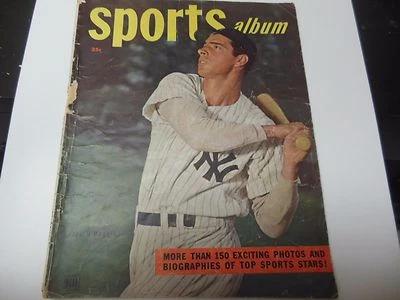 sports
album
25¢
NY
MORE THAN 150 EXCITING PHOTOS AND
BIOGRAPHIES OF TOP SPORTS STARS!